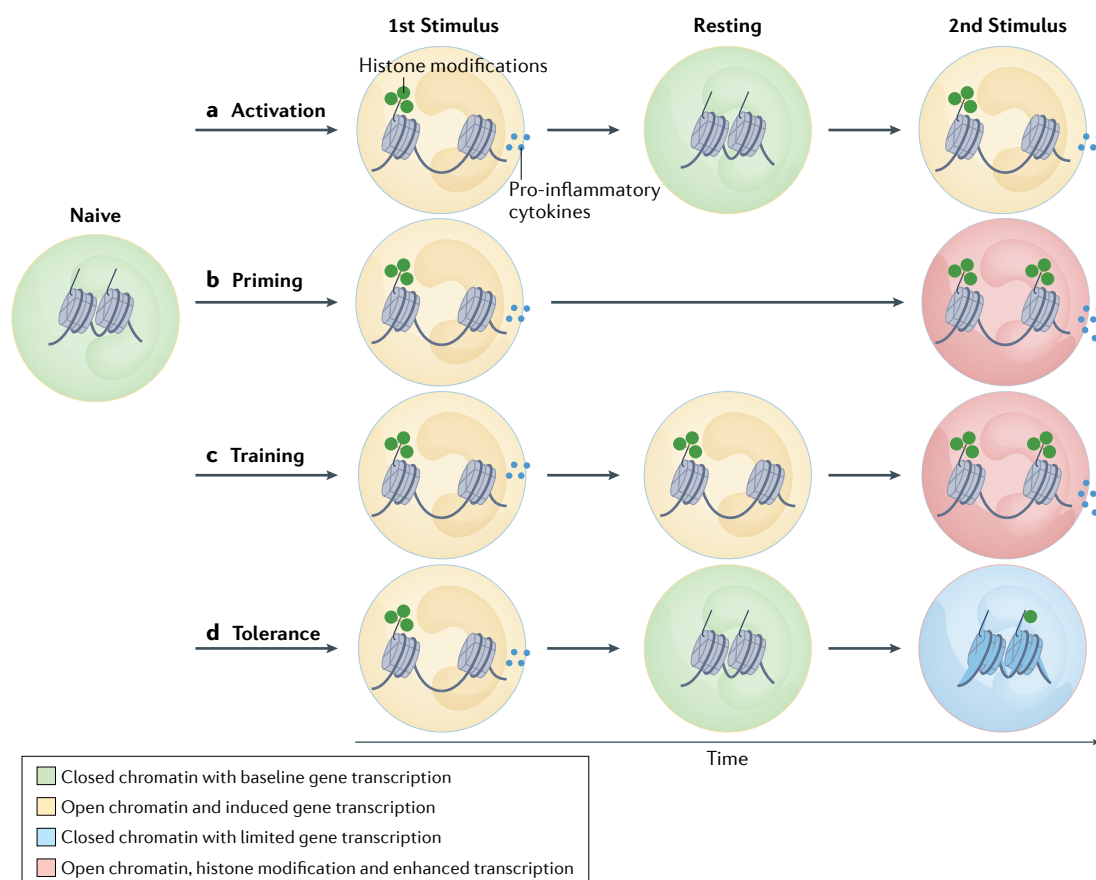 1st Stimulus
Resting
2nd Stimulus
Histone modifications
a Activation
Pro-inflammatory
cytokines
Naive
b Priming
c Training
d Tolerance
Time
Closed chromatin with baseline gene transcription
Open chromatin and induced gene transcription
Closed chromatin with limited gene transcription
Open chromatin, histone modification and enhanced transcription